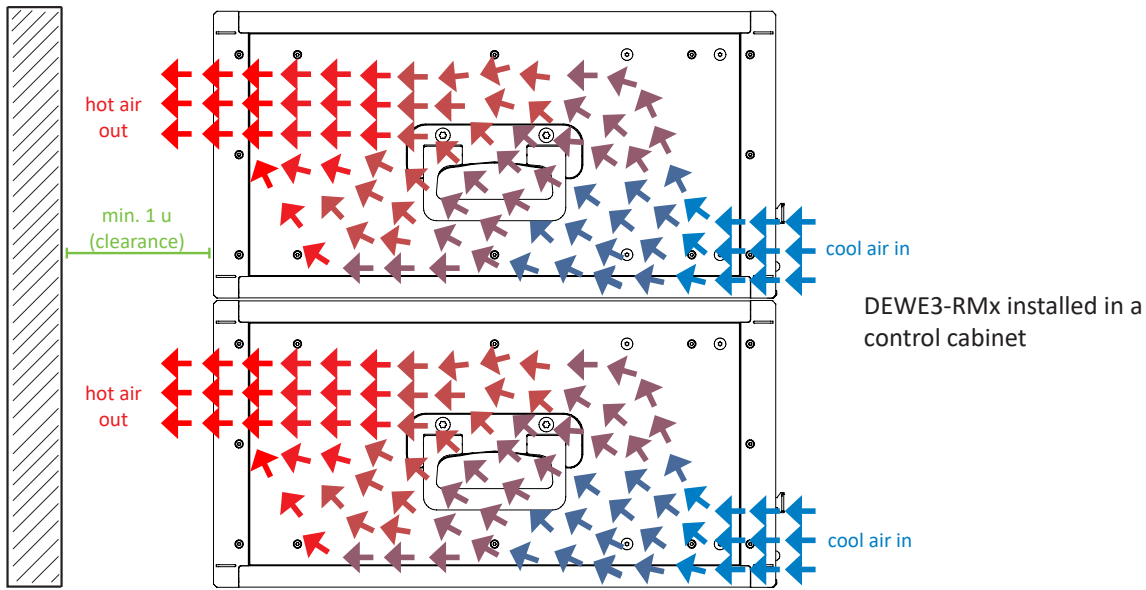 hot air
out
min. 1 u
(clearance)
cool air in
DEWE3-RMx installed in a
control cabinet
hot air
out
cool air in